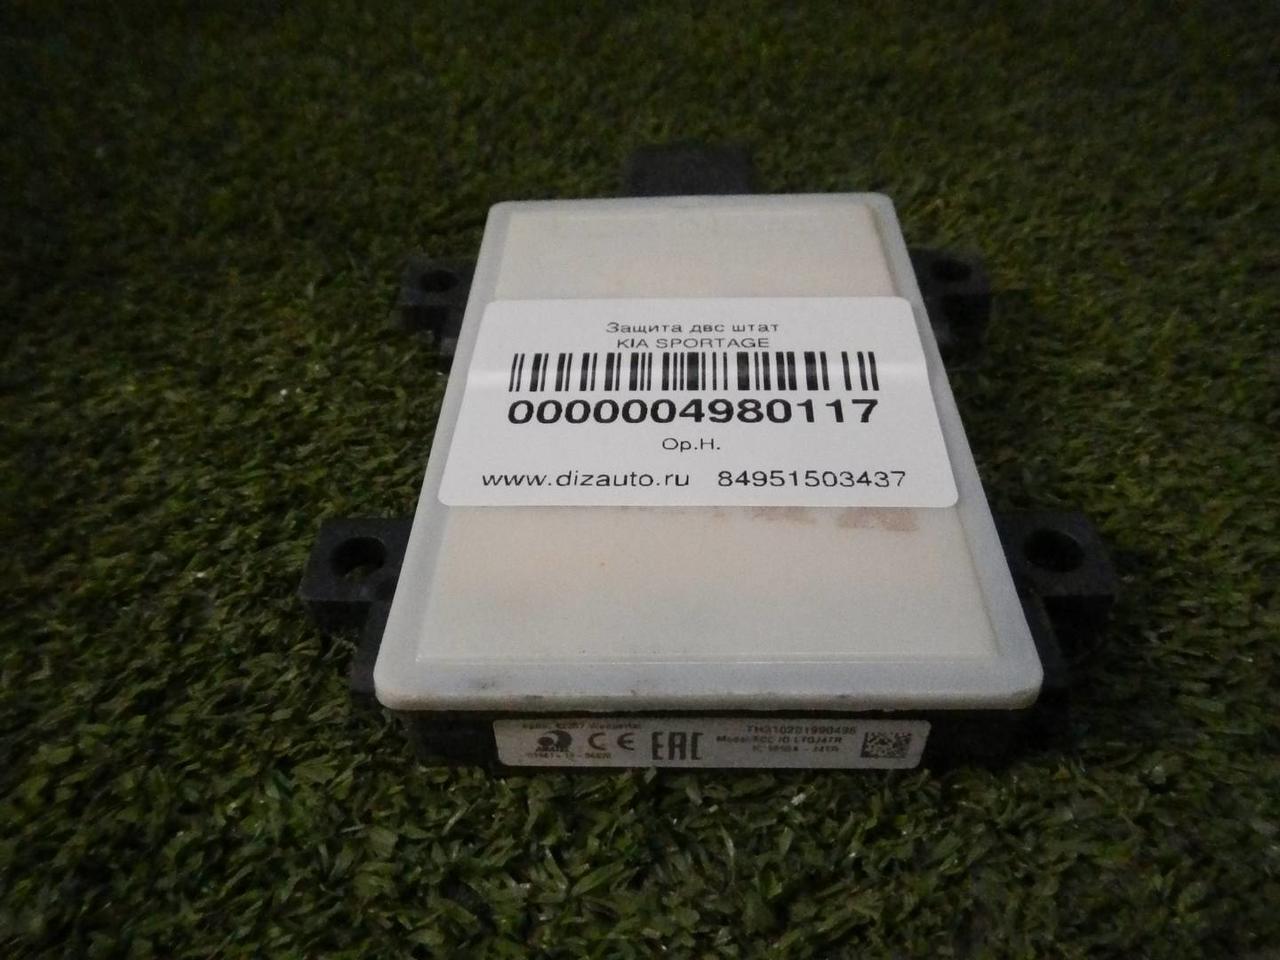 Защита двс штат
KIA SPORTAGE
0000004980117
Ор.Н.
www.dizauto.ru 84951503437
CE EAC